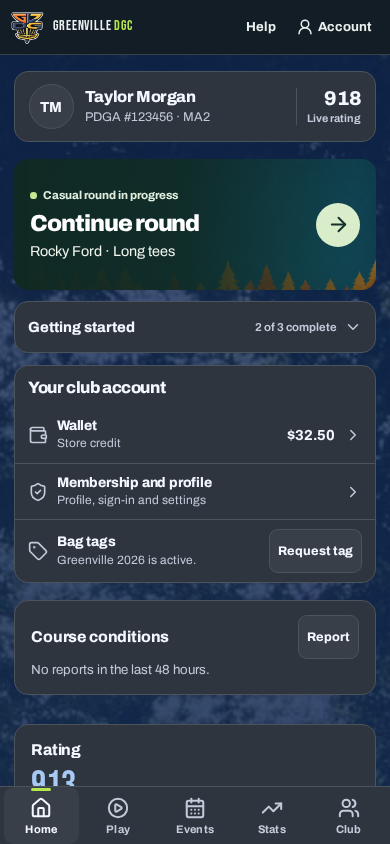 GREENVILLE DGC
Help
Account
TM
Taylor Morgan
PDGA #123456 · MA2
918
Live rating
Casual round in progress
Continue round
Rocky Ford · Long tees
Getting started
2 of 3 complete
Your club account
Wallet
Store credit
$32.50
Membership and profile
Profile, sign-in and settings
Bag tags
Greenville 2026 is active.
Request tag
Course conditions
Report
No reports in the last 48 hours.
Rating
Home
Play
Events
Stats
Club